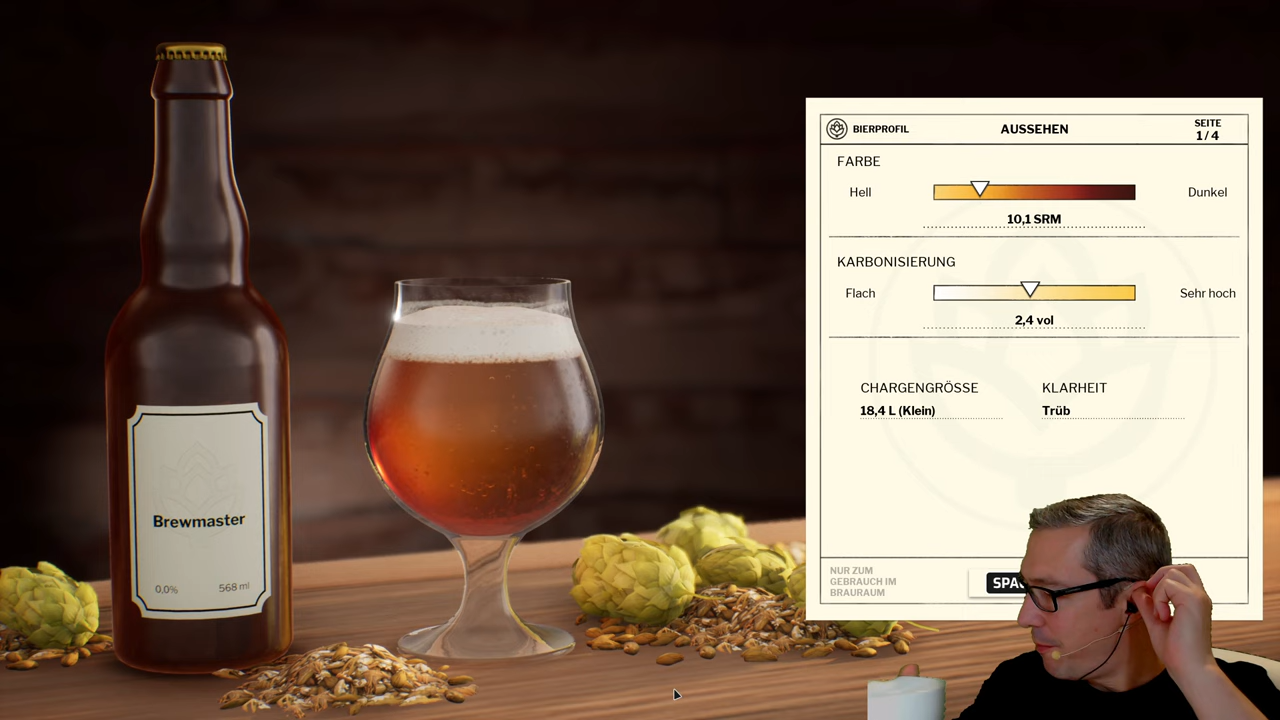 BIERPROFIL
AUSSEHEN
SEITE
1 / 4
FARBE
Hell
Dunkel
10,1 SRM
KARBONISIERUNG
Flach
Sehr hoch
2,4 vol
CHARGENGRÖSSE
KLARHEIT
18,4 L (Klein)
Trüb
NUR ZUM
GEBRAUCH IM
BRAURAUM
Brewmaster
0,0%
568 ml